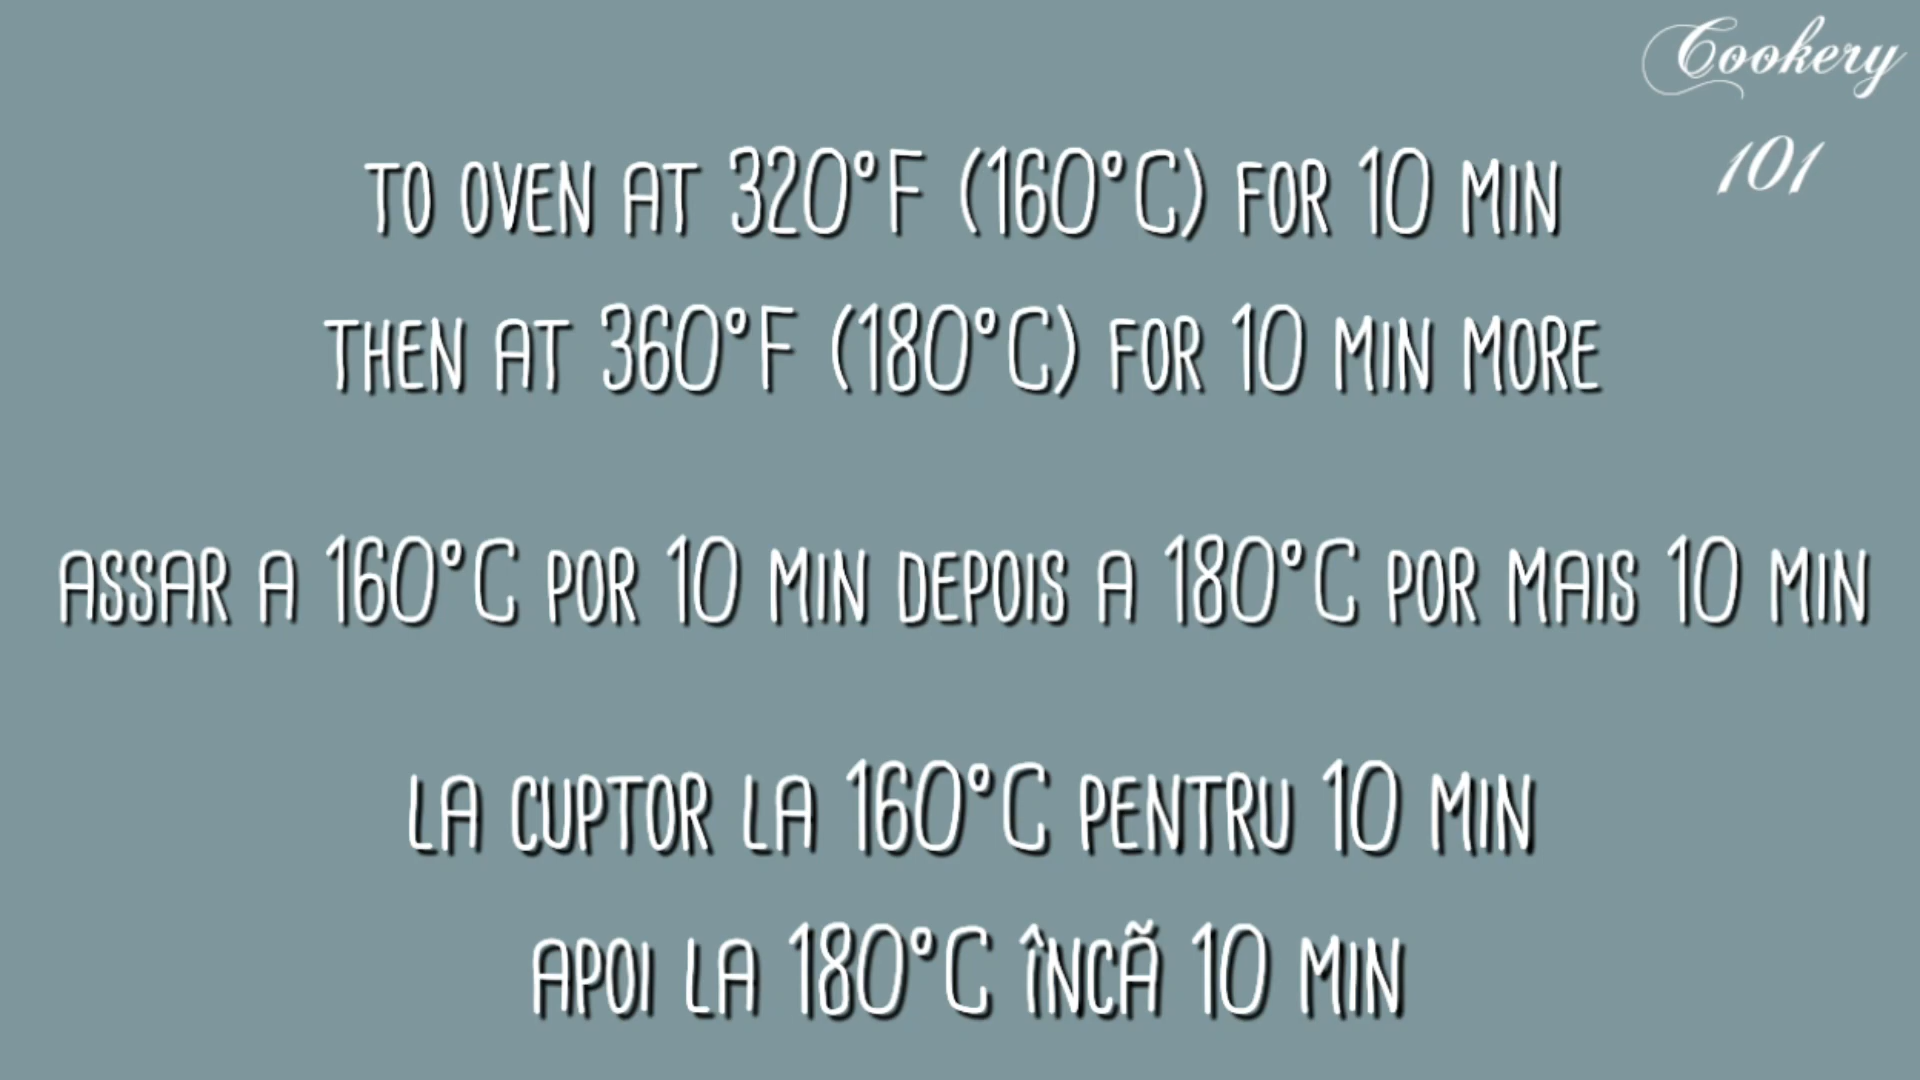 Cookery
101
TO OVEN AT 320°F (160°C) FOR 10 MIN
THEN AT 360°F (180°C) FOR 10 MIN MORE
ASSAR A 160°C POR 10 MIN DEPOIS A 180°C POR MAIS 10 MIN
LA CUPTOR LA 160°C PENTRU 10 MIN
APOI LA 180°C ÎNCÃ 10 MIN